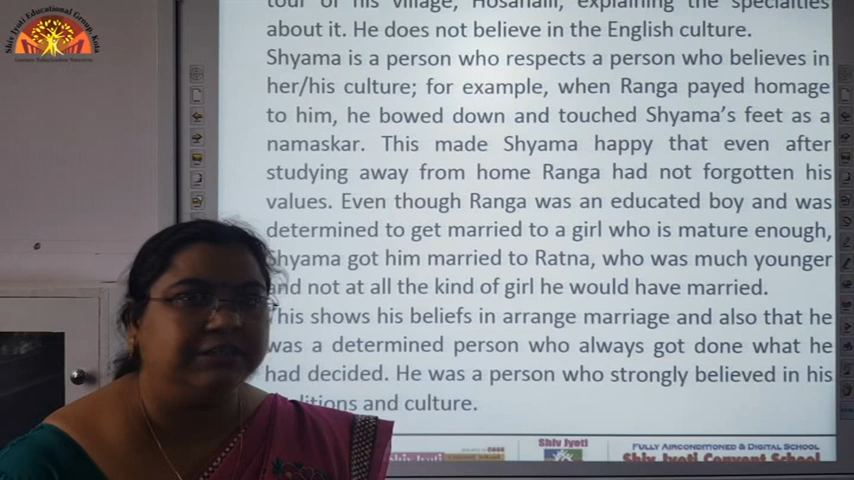 Shiv Jyoti Educational Group, Kota
tour of his village, Hosahalli, explaining the specialties
about it. He does not believe in the English culture.
Shyama is a person who respects a person who believes in
her/his culture; for example, when Ranga payed homage
to him, he bowed down and touched Shyama's feet as a
namaskar. This made Shyama happy that even after
studying away from home Ranga had not forgotten his
values. Even though Ranga was an educated boy and was
determined to get married to a girl who is mature enough,
Shyama got him married to Ratna, who was much younger
and not at all the kind of girl he would have married.
This shows his beliefs in arrange marriage and also that he
was a determined person who always got done what he
had decided. He was a person who strongly believed in his
ditions and culture.
Shiv Jyoti
FULLY AIRCONDITIONED & DIGITAL SCHOOL
Shiv Jyoti Convent School